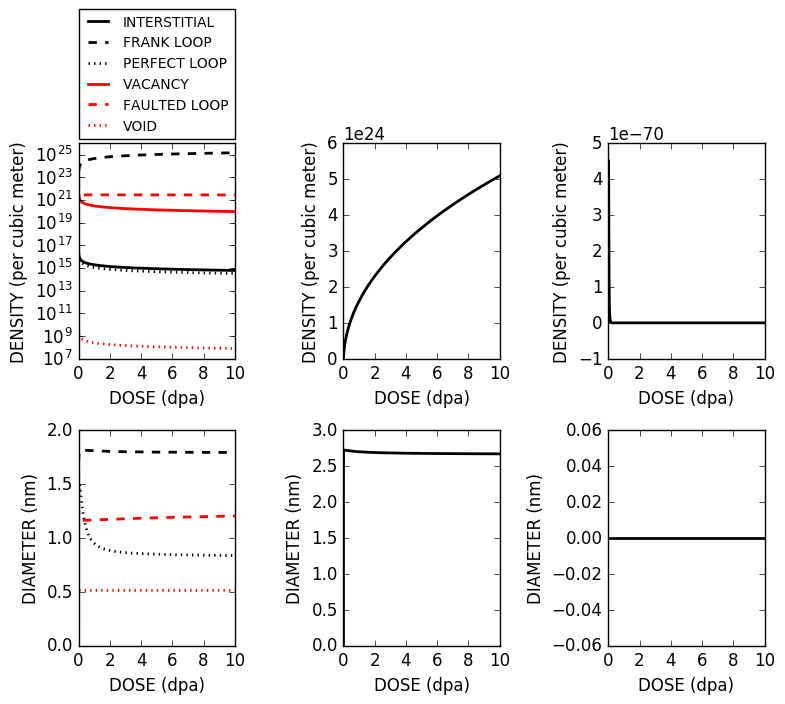 INTERSTITIAL
FRANK LOOP
PERFECT LOOP
VACANCY
FAULTED LOOP
VOID
DENSITY (per cubic meter)
10^25
10^23
10^21
10^19
10^17
10^15
10^13
10^11
10^9
10^7
0 2 4 6 8 10
DOSE (dpa)
1e24
DENSITY (per cubic meter)
6
5
4
3
2
1
0
0 2 4 6 8 10
DOSE (dpa)
1e−70
DENSITY (per cubic meter)
5
4
3
2
1
0
−1
0 2 4 6 8 10
DOSE (dpa)
DIAMETER (nm)
2.0
1.5
1.0
0.5
0.0
0 2 4 6 8 10
DOSE (dpa)
DIAMETER (nm)
3.0
2.5
2.0
1.5
1.0
0.5
0.0
0 2 4 6 8 10
DOSE (dpa)
DIAMETER (nm)
0.06
0.04
0.02
0.00
−0.02
−0.04
−0.06
0 2 4 6 8 10
DOSE (dpa)